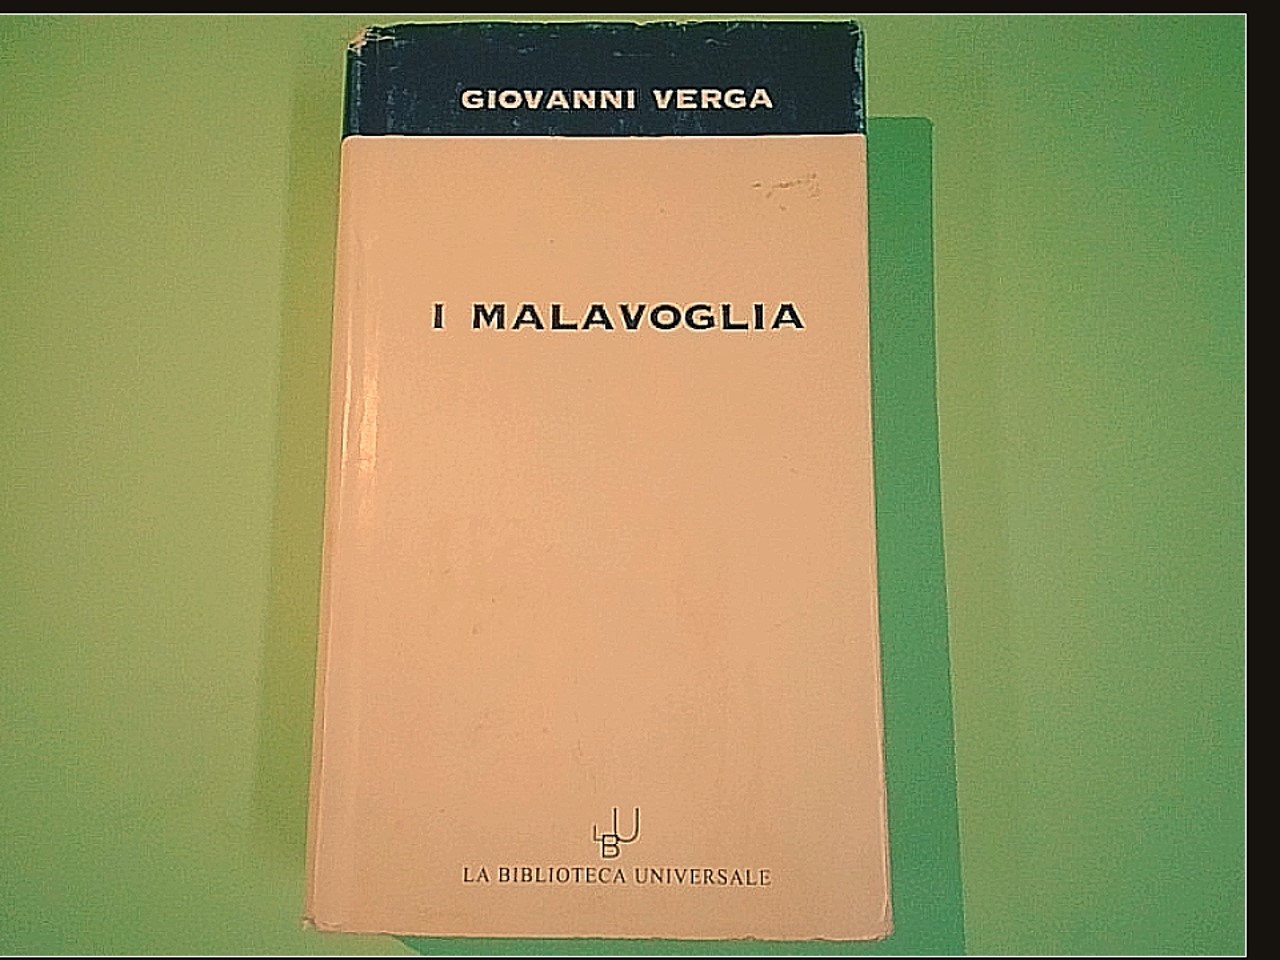 GIOVANNI VERGA
I MALAVOGLIA
LBU
LA BIBLIOTECA UNIVERSALE